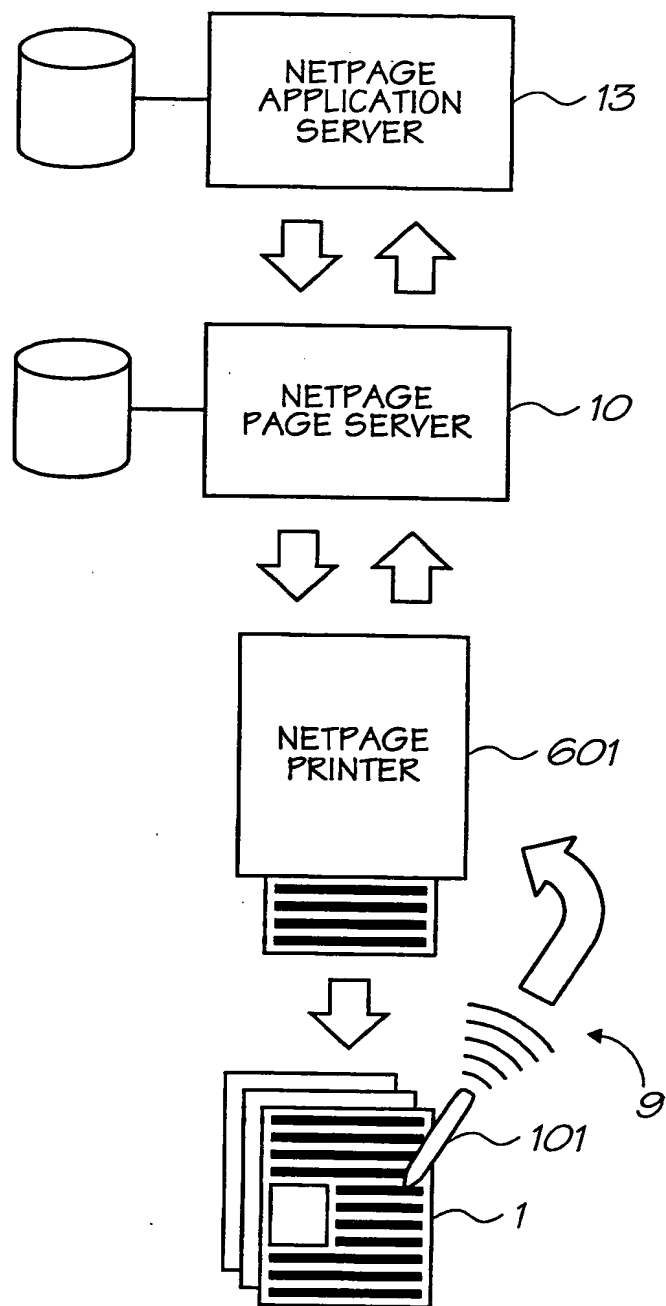 NETPAGE
APPLICATION
SERVER
13
NETPAGE
PAGE SERVER
10
NETPAGE
PRINTER
601
9
101
1